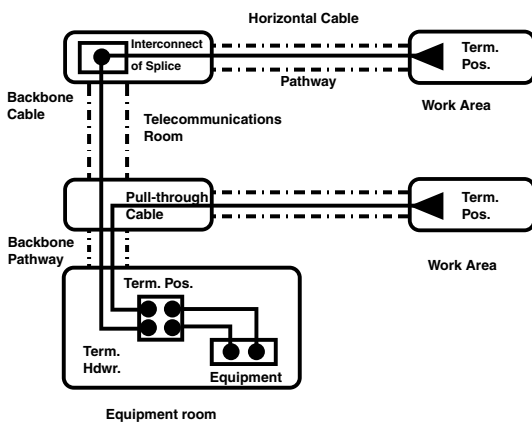 Horizontal Cable
Interconnect
of Splice
Term.
Pos.
Pathway
Backbone
Cable
Telecommunications
Room
Work Area
Pull-through
Cable
Term.
Pos.
Backbone
Pathway
Work Area
Term. Pos.
Term.
Hdwr.
Equipment
Equipment room